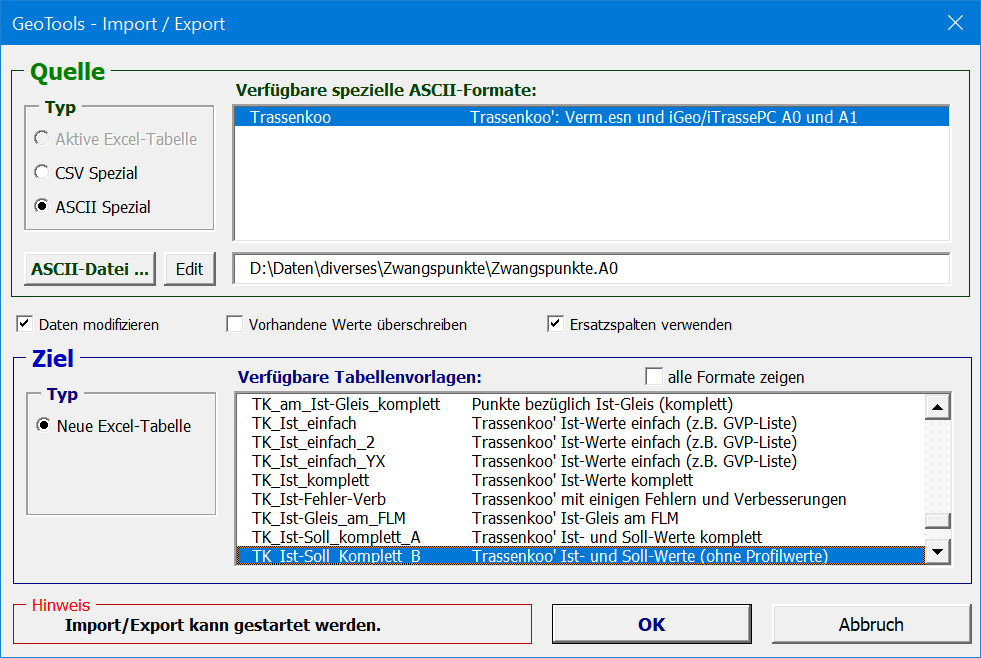 GeoTools - Import / Export
Quelle
Typ
Aktive Excel-Tabelle
CSV Spezial
ASCII Spezial
Verfügbare spezielle ASCII-Formate:
Trassenkoo Trassenkoo': Verm.esn und iGeo/iTrassePC A0 und A1
ASCII-Datei ... Edit D:\Daten\diverses\Zwangspunkte\Zwangspunkte.A0
Daten modifizieren Vorhandene Werte überschreiben Ersatzspalten verwenden
Ziel
Typ
Neue Excel-Tabelle
Verfügbare Tabellenvorlagen: alle Formate zeigen
TK_am_Ist-Gleis_komplett Punkte bezüglich Ist-Gleis (komplett)
TK_Ist_einfach Trassenkoo' Ist-Werte einfach (z.B. GVP-Liste)
TK_Ist_einfach_2 Trassenkoo' Ist-Werte einfach (z.B. GVP-Liste)
TK_Ist_einfach_YX Trassenkoo' Ist-Werte einfach (z.B. GVP-Liste)
TK_Ist_komplett Trassenkoo' Ist-Werte komplett
TK_Ist-Fehler-Verb Trassenkoo' mit einigen Fehlern und Verbesserungen
TK_Ist-Gleis_am_FLM Trassenkoo' Ist-Gleis am FLM
TK_Ist-Soll_komplett_A Trassenkoo' Ist- und Soll-Werte komplett
TK_Ist-Soll_Komplett_B Trassenkoo' Ist- und Soll-Werte (ohne Profilwerte)
Hinweis
Import/Export kann gestartet werden.
OK Abbruch